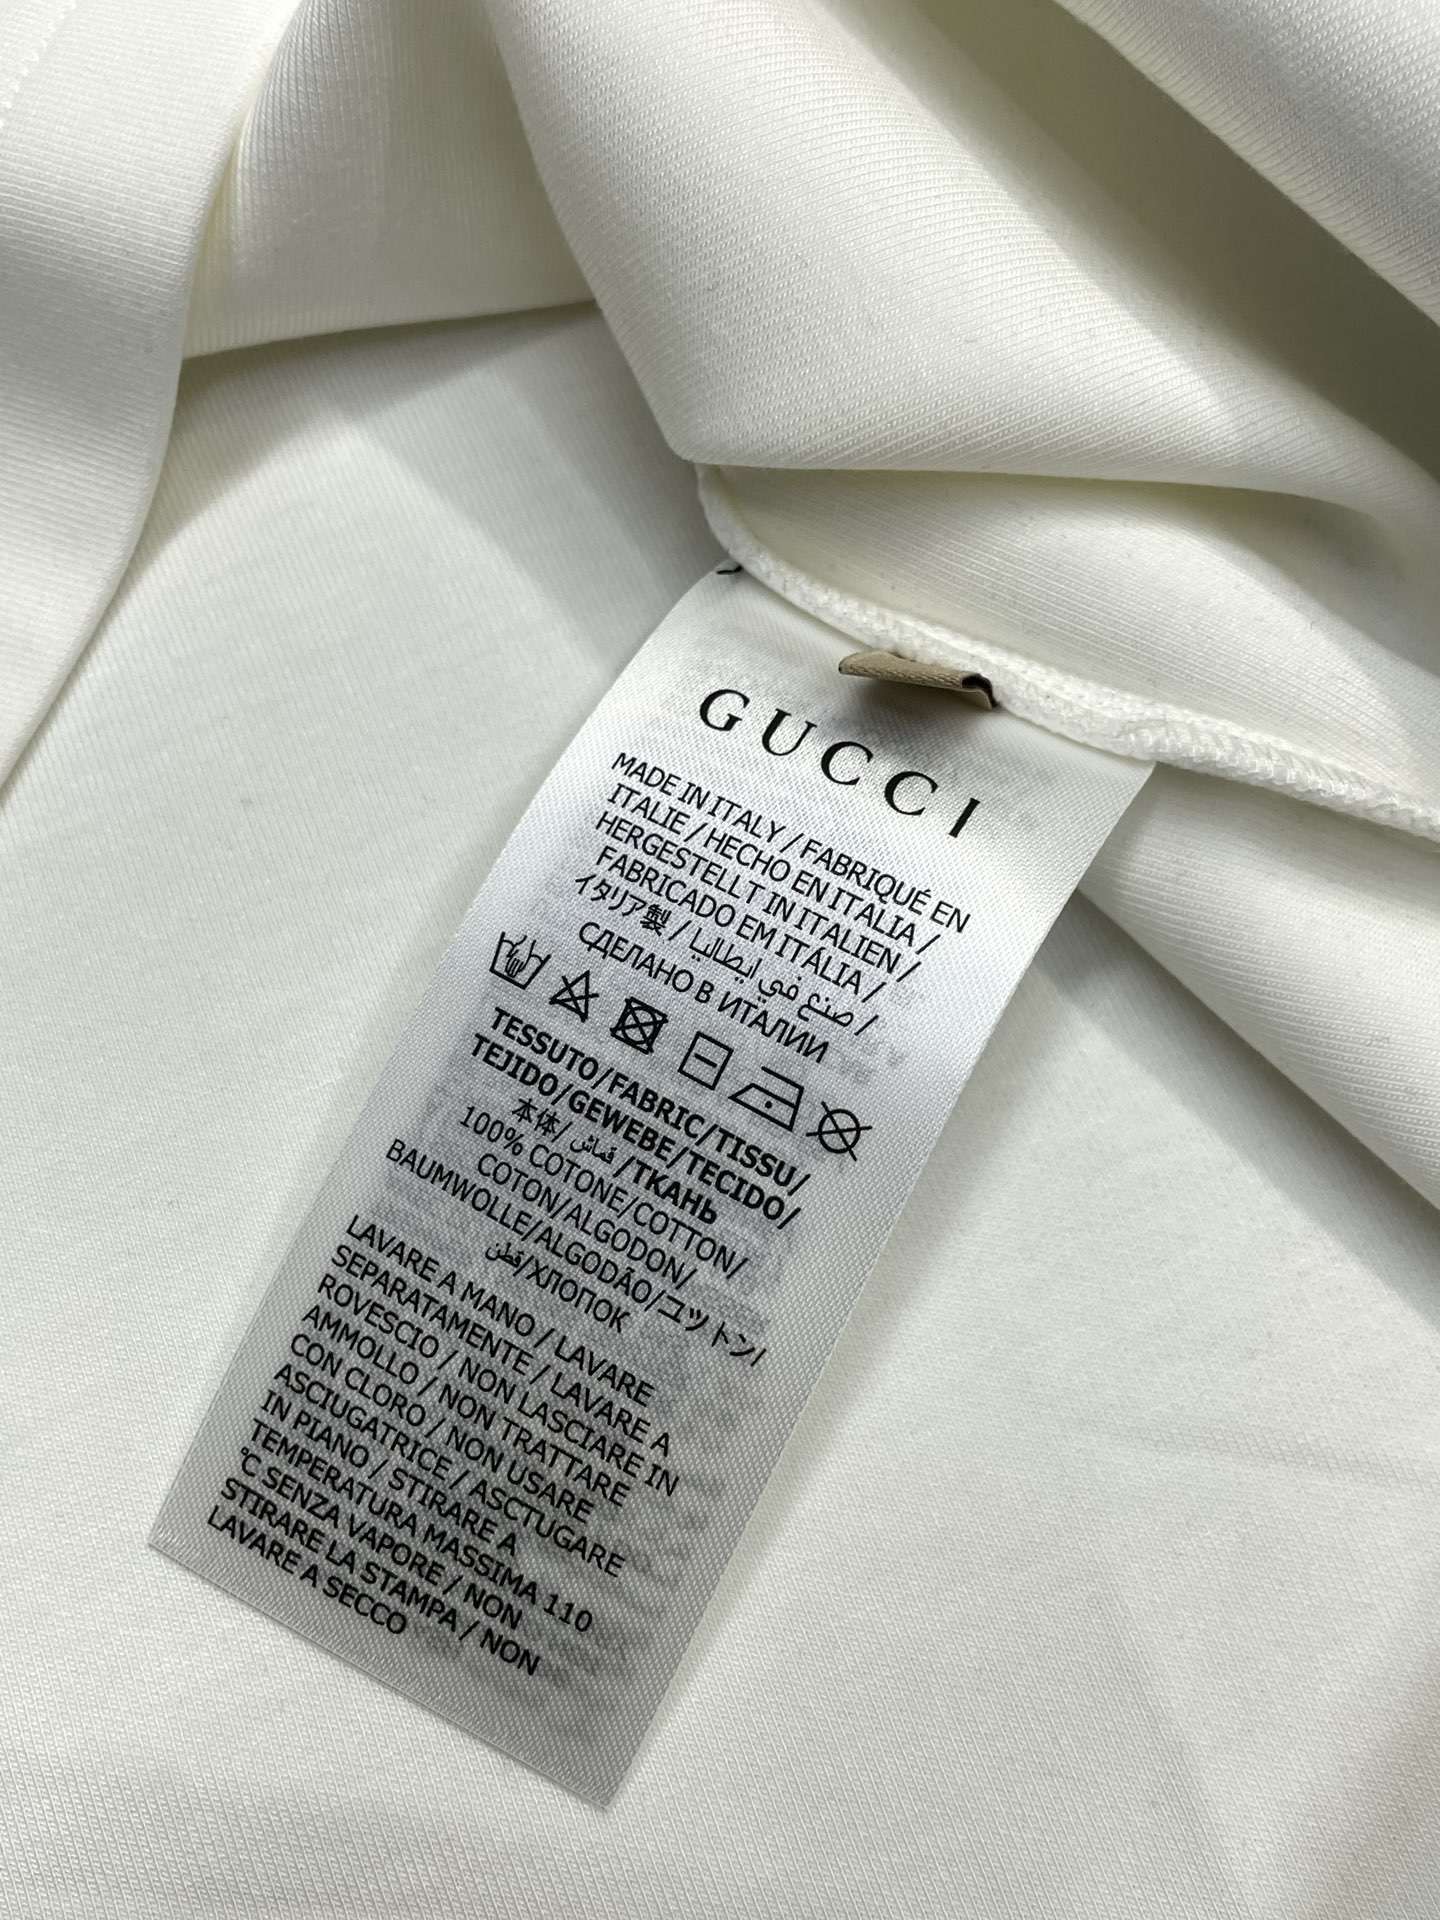 GUCCI
MADE IN ITALY / FABRIQUÉ EN
ITALIE / HECHO EN ITALIA /
HERGESTELLT IN ITALIEN /
FABRICADO EM ITÁLIA /
イタリア製 / صنع في ايطاليا /
СДЕЛАНО В ИТАЛИИ
TESSUTO/FABRIC/TISSU/
TEJIDO/GEWEBE/TECIDO/
本体/ قماش /ТКАНЬ
100% COTONE/COTTON/
COTON/ALGODON/
BAUMWOLLE/ALGODÃO/ユットン/
قطن/ХЛОПОК
LAVARE A MANO / LAVARE
SEPARATAMENTE / LAVARE A
ROVESCIO / NON LASCIARE IN
AMMOLLO / NON TRATTARE
CON CLORO / NON USARE
ASCIUGATRICE / ASCTUGARE
IN PIANO / STIRARE A
TEMPERATURA MASSIMA 110
°C SENZA VAPORE / NON
STIRARE LA STAMPA / NON
LAVARE A SECCO